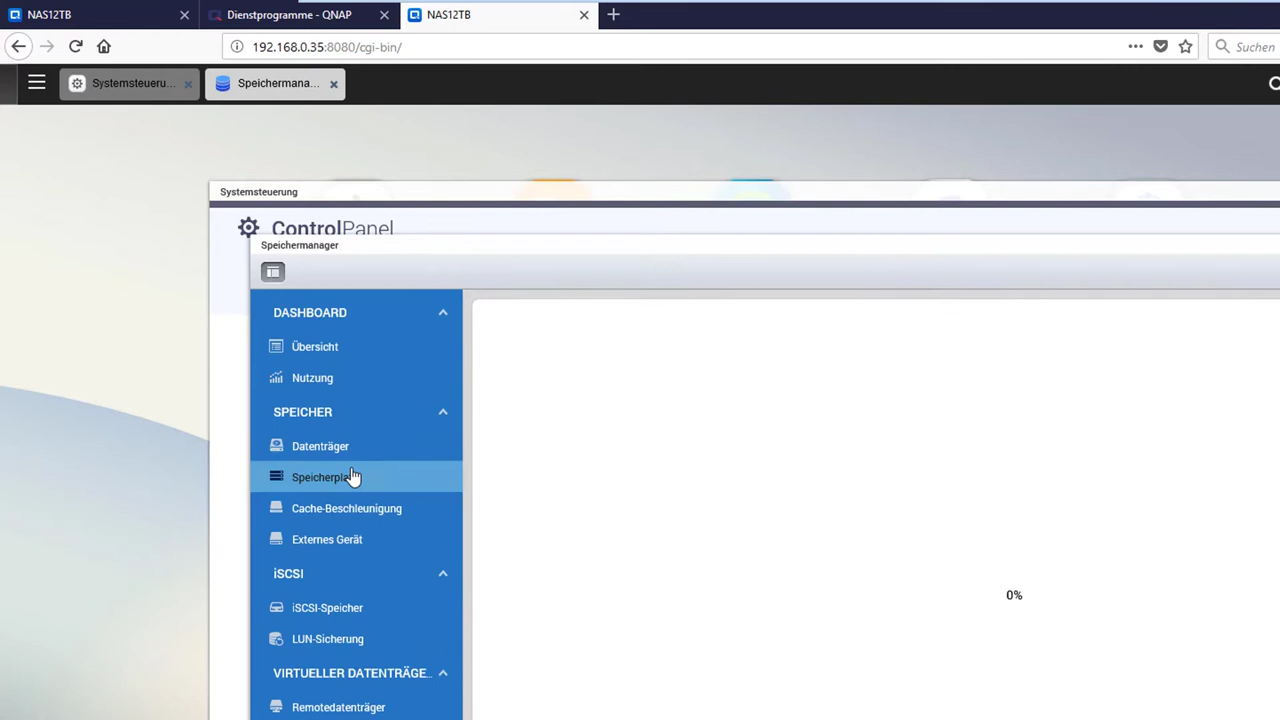 NAS12TB
Dienstprogramme - QNAP
NAS12TB
192.168.0.35:8080/cgi-bin/
Suchen
Systemsteueru...
Speichermana...
Systemsteuerung
ControlPanel
Speichermanager
DASHBOARD
Übersicht
Nutzung
SPEICHER
Datenträger
Cache-Beschleunigung
Externes Gerät
iSCSI
iSCSI-Speicher
LUN-Sicherung
VIRTUELLER DATENTRÄGE...
Remotedatenträger
0%